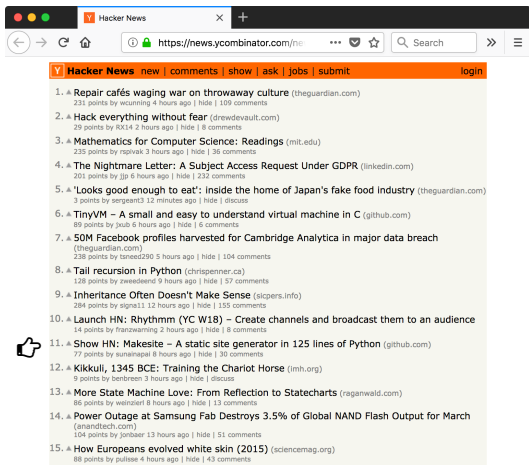 Y Hacker News
https://news.ycombinator.com/ne
Search
Y Hacker News new | comments | show | ask | jobs | submit login
1. Repair cafés waging war on throwaway culture (theguardian.com)
231 points by wcunning 4 hours ago | hide | 109 comments
2. Hack everything without fear (drewdevault.com)
29 points by RX14 2 hours ago | hide | 8 comments
3. Mathematics for Computer Science: Readings (mit.edu)
235 points by rspivak 3 hours ago | hide | 36 comments
4. The Nightmare Letter: A Subject Access Request Under GDPR (linkedin.com)
201 points by jjp 6 hours ago | hide | 232 comments
5. 'Looks good enough to eat': inside the home of Japan's fake food industry (theguardian.com)
3 points by sergeant3 12 minutes ago | hide | discuss
6. TinyVM – A small and easy to understand virtual machine in C (github.com)
89 points by jxub 6 hours ago | hide | 6 comments
7. 50M Facebook profiles harvested for Cambridge Analytica in major data breach
(theguardian.com)
238 points by tsneed290 5 hours ago | hide | 104 comments
8. Tail recursion in Python (chrispenner.ca)
128 points by zweedeend 9 hours ago | hide | 57 comments
9. Inheritance Often Doesn't Make Sense (sicpers.info)
284 points by signa11 12 hours ago | hide | 155 comments
10. Launch HN: Rhythmm (YC W18) – Create channels and broadcast them to an audience
14 points by franzwarning 2 hours ago | hide | 8 comments
11. Show HN: Makesite – A static site generator in 125 lines of Python (github.com)
77 points by sunainapai 8 hours ago | hide | 30 comments
12. Kikkuli, 1345 BCE: Training the Chariot Horse (imh.org)
9 points by benbreen 3 hours ago | hide | discuss
13. More State Machine Love: From Reflection to Statecharts (raganwald.com)
86 points by weinzierl 8 hours ago | hide | 13 comments
14. Power Outage at Samsung Fab Destroys 3.5% of Global NAND Flash Output for March
(anandtech.com)
104 points by jonbaer 13 hours ago | hide | 51 comments
15. How Europeans evolved white skin (2015) (sciencemag.org)
88 points by pulisse 4 hours ago | hide | 43 comments